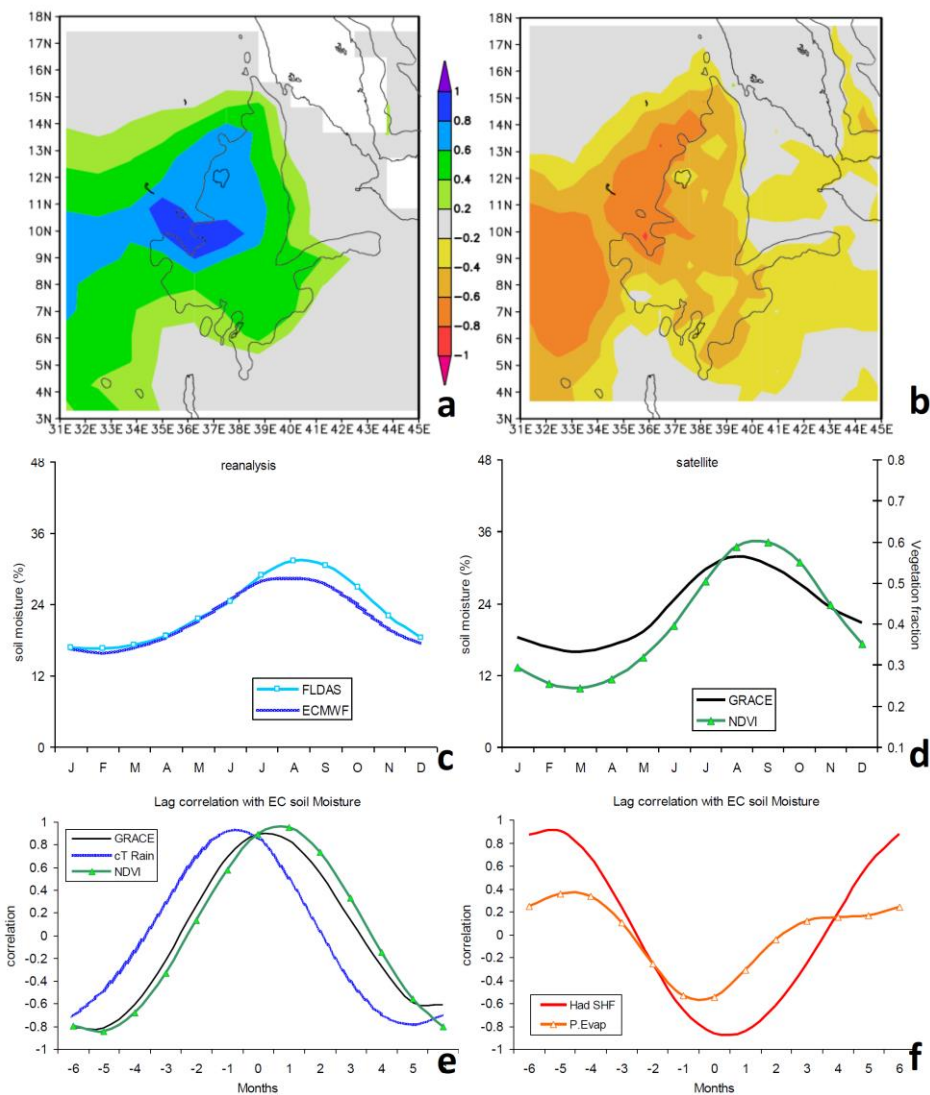 18N
17N
16N
15N
14N
13N
12N
11N
10N
9N
8N
7N
6N
5N
4N
3N
31E 32E 33E 34E 35E 36E 37E 38E 39E 40E 41E 42E 43E 44E 45E
1
0.8
0.6
0.4
0.2
-0.2
-0.4
-0.6
-0.8
-1
a
18N
17N
16N
15N
14N
13N
12N
11N
10N
9N
8N
7N
6N
5N
4N
3N
31E 32E 33E 34E 35E 36E 37E 38E 39E 40E 41E 42E 43E 44E 45E
b
reanalysis
soil moisture (%)
48
36
24
12
0
FLDAS
ECMWF
J F M A M J J A S O N D
c
satellite
soil moisture (%)
48
36
24
12
0
Vegetation fraction
0.8
0.7
0.6
0.5
0.4
0.3
0.2
0.1
GRACE
NDVI
J F M A M J J A S O N D
d
Lag correlation with EC soil Moisture
correlation
1
0.8
0.6
0.4
0.2
0
-0.2
-0.4
-0.6
-0.8
-1
GRACE
cT Rain
NDVI
-6 -5 -4 -3 -2 -1 0 1 2 3 4 5
Months
e
Lag correlation with EC soil Moisture
correlation
1
0.8
0.6
0.4
0.2
0
-0.2
-0.4
-0.6
-0.8
-1
Had SHF
P.Evap
-6 -5 -4 -3 -2 -1 0 1 2 3 4 5 6
Months
f